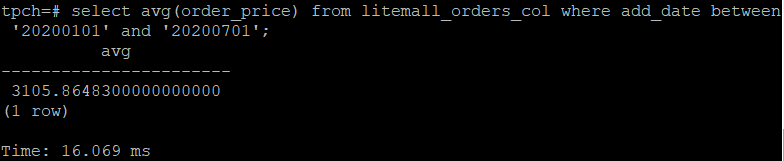 tpch=# select avg(order_price) from litemall_orders_col where add_date between
 '20200101' and '20200701';
          avg
-----------------------
 3105.8648300000000000
(1 row)

Time: 16.069 ms